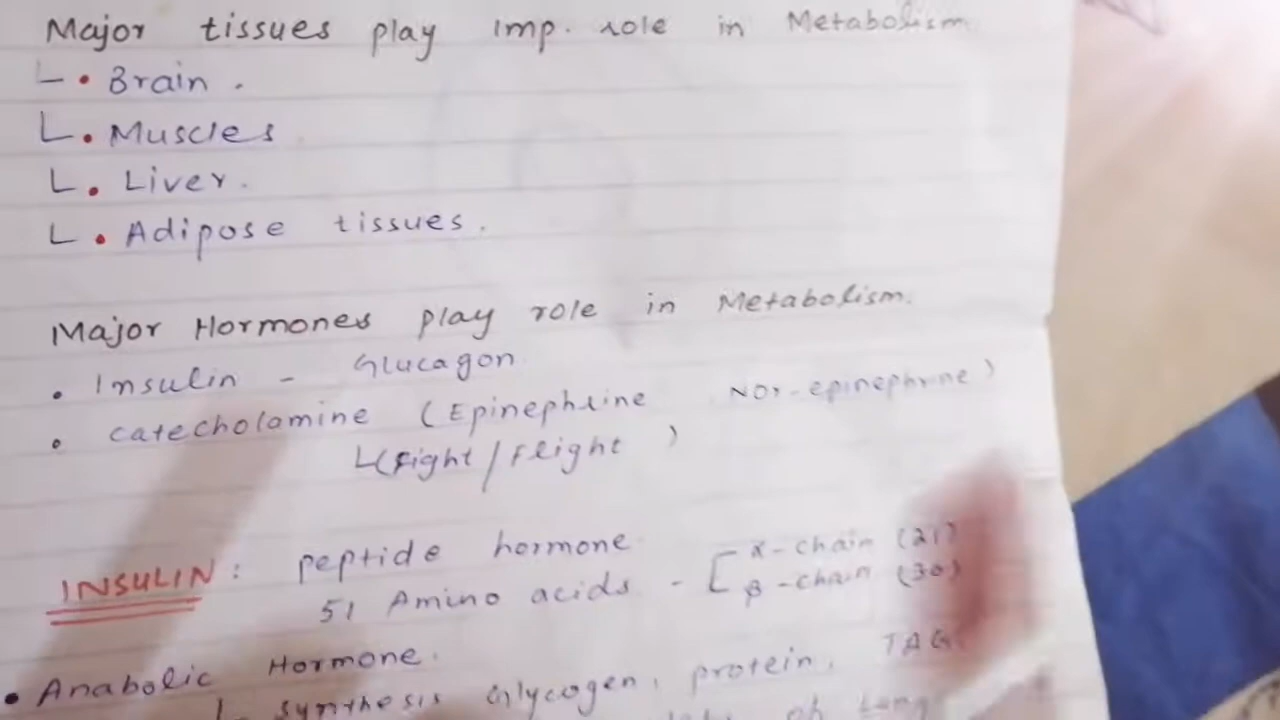 Major tissues play imp. role in Metabolism
Brain.
Muscles
Liver.
Adipose tissues.
Major Hormones play role in Metabolism.
• Insulin - Glucagon
• Catecholamine (Epinephrine Nor-epinephrine)
(Fight/Flight)
INSULIN: peptide hormone
51 Amino acids - [ α-chain (21)
β-chain (30)
• Anabolic Hormone.
synthesis Glycogen, protein, TAG
of